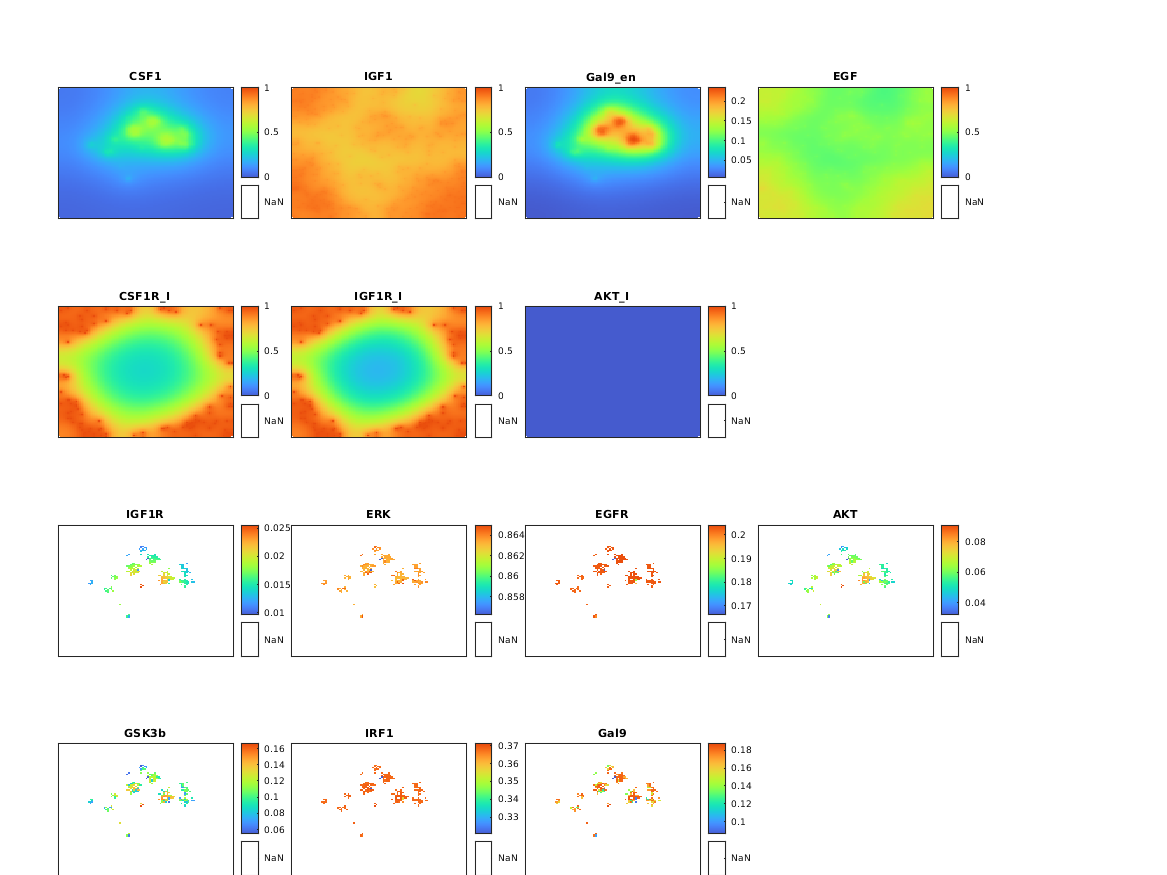 CSF1
1
0.5
0
NaN
IGF1
1
0.5
0
NaN
Gal9_en
0.2
0.15
0.1
0.05
NaN
EGF
1
0.5
0
NaN
CSF1R_I
1
0.5
0
NaN
IGF1R_I
1
0.5
0
NaN
AKT_I
1
0.5
0
NaN
IGF1R
0.025
0.02
0.015
0.01
NaN
ERK
0.864
0.862
0.86
0.858
NaN
EGFR
0.2
0.19
0.18
0.17
NaN
AKT
0.08
0.06
0.04
NaN
GSK3b
0.16
0.14
0.12
0.1
0.08
0.06
NaN
IRF1
0.37
0.36
0.35
0.34
0.33
NaN
Gal9
0.18
0.16
0.14
0.12
0.1
NaN